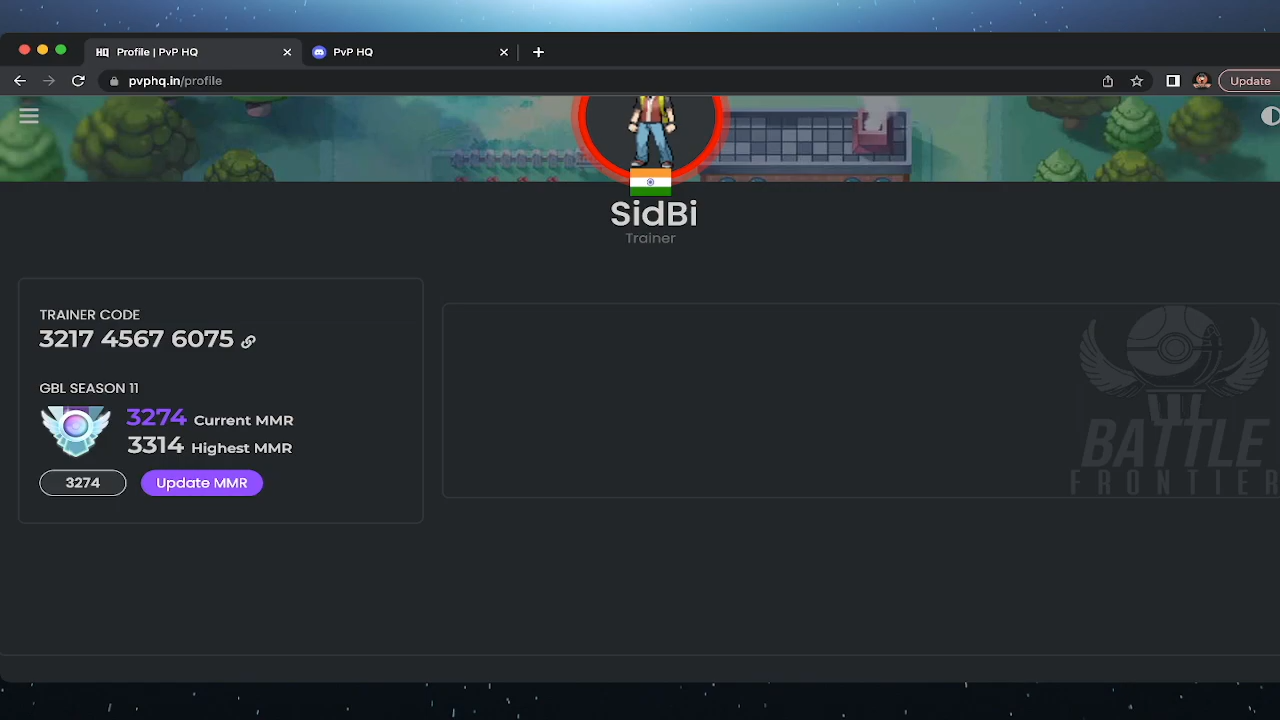 HQ Profile | PvP HQ
PvP HQ
pvphq.in/profile
Update
SidBi
Trainer
TRAINER CODE
3217 4567 6075
GBL SEASON 11
3274 Current MMR
3314 Highest MMR
3274 Update MMR
BATTLE
FRONTIER